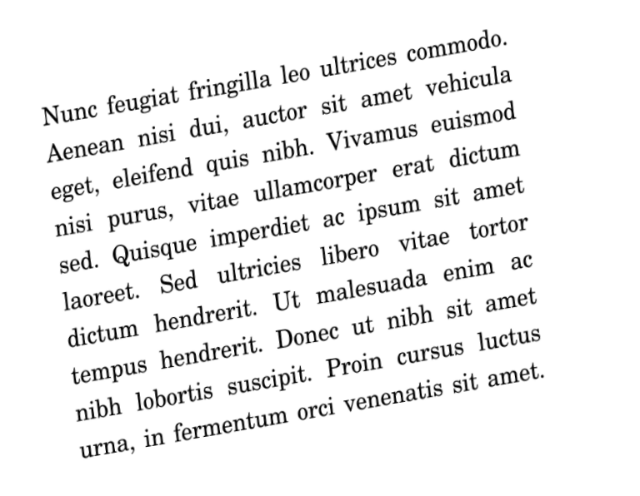 Nunc feugiat fringilla leo ultrices commodo.
Aenean nisi dui, auctor sit amet vehicula
eget, eleifend quis nibh. Vivamus euismod
nisi purus, vitae ullamcorper erat dictum
sed. Quisque imperdiet ac ipsum sit amet
laoreet. Sed ultricies libero vitae tortor
dictum hendrerit. Ut malesuada enim ac
tempus hendrerit. Donec ut nibh sit amet
nibh lobortis suscipit. Proin cursus luctus
urna, in fermentum orci venenatis sit amet.